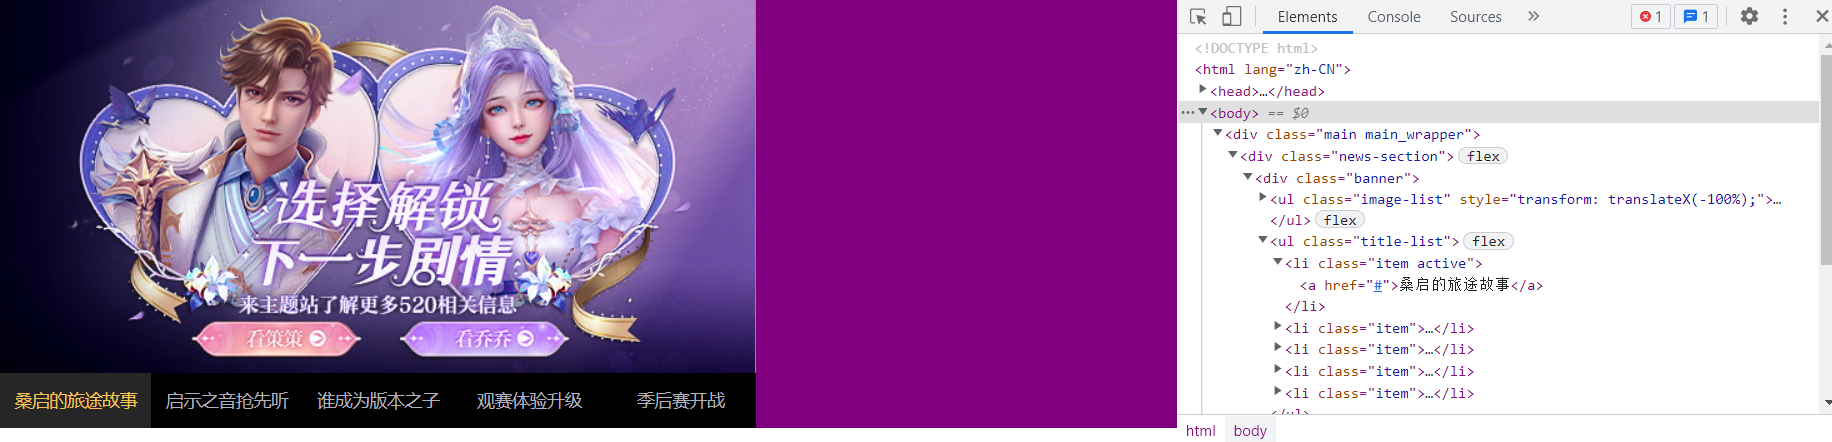 选择解锁
下一步剧情
来主题站了解更多520相关信息
看策策
看乔乔
桑启的旅途故事 启示之音抢先听 谁成为版本之子 观赛体验升级 季后赛开战
Elements Console Sources » 1 1
<!DOCTYPE html>
<html lang="zh-CN">
<head>…</head>
<body> == $0
<div class="main main_wrapper">
<div class="news-section"> flex
<div class="banner">
<ul class="image-list" style="transform: translateX(-100%);">…
</ul> flex
<ul class="title-list"> flex
<li class="item active">
<a href="#">桑启的旅途故事</a>
</li>
<li class="item">…</li>
<li class="item">…</li>
<li class="item">…</li>
<li class="item">…</li>
</ul>
html body